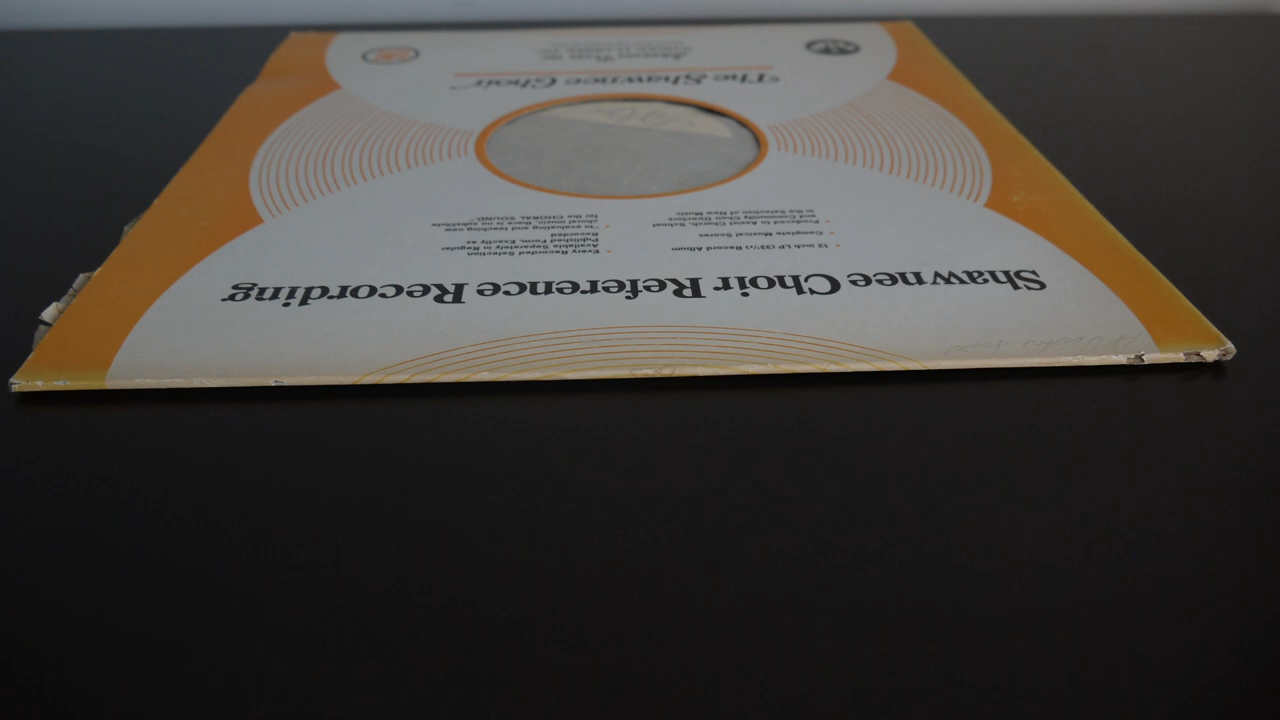 Shawnee Choir Reference Recording
• 12 Inch LP (33⅓) Record Album
• Complete Musical Scores
• Produced to Assist Church, School
and Community Choir Directors
in the Selection of New Music
• Every Recorded Selection
Available Separately in Regular
Published Form, Exactly as
Recorded
• "In evaluating and teaching new
choral music, there is no substitute
for the CHORAL SOUND."
The Shawnee Choir